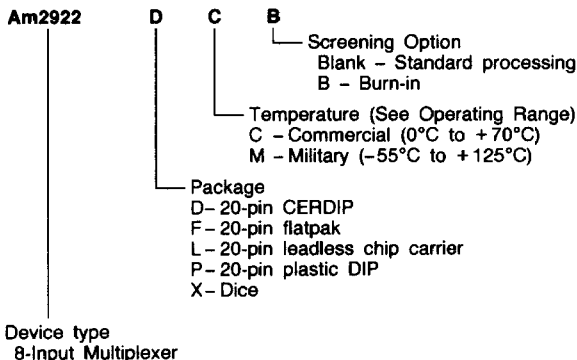 Am2922 D C B
Screening Option
Blank – Standard processing
B – Burn-in
Temperature (See Operating Range)
C – Commercial (0°C to +70°C)
M – Military (–55°C to +125°C)
Package
D– 20-pin CERDIP
F – 20-pin flatpak
L – 20-pin leadless chip carrier
P – 20-pin plastic DIP
X – Dice
Device type
8-Input Multiplexer